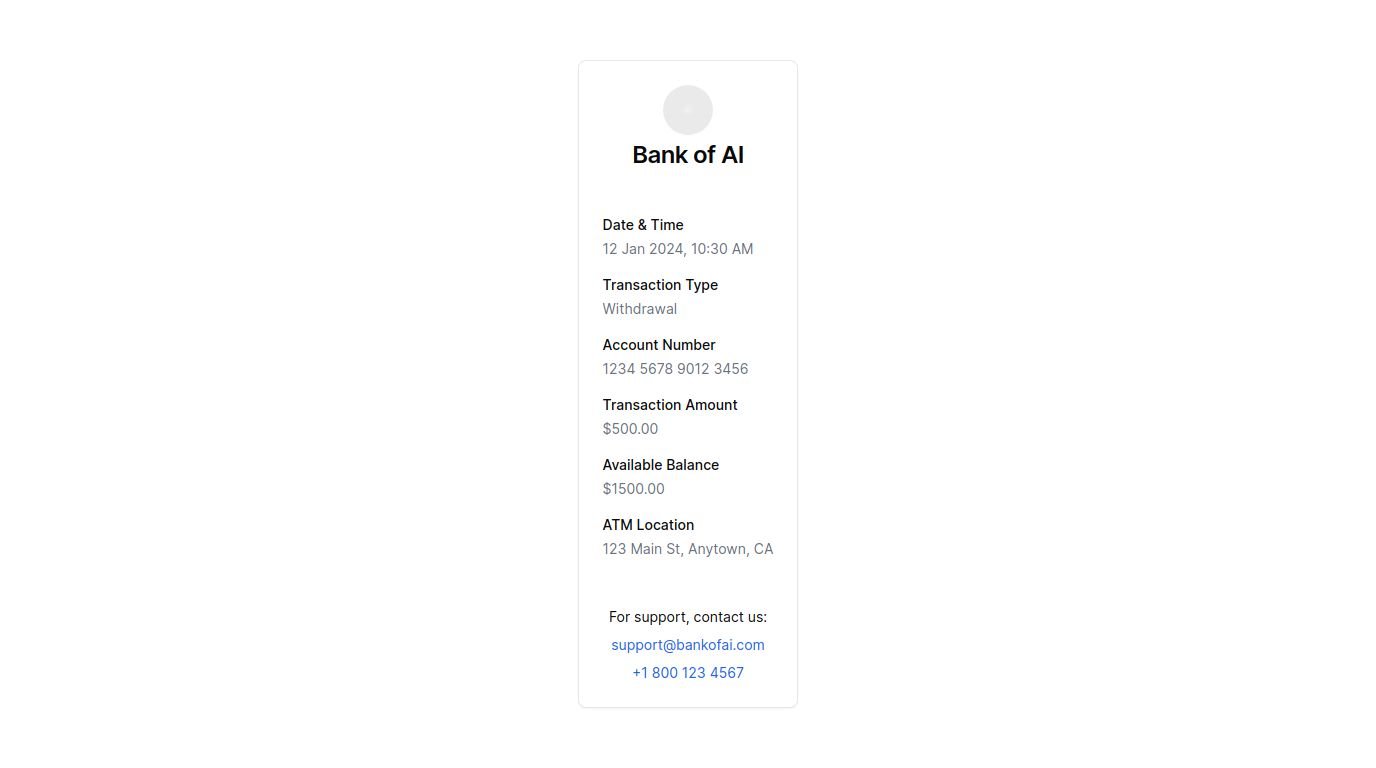 Bank of AI
Date & Time
12 Jan 2024, 10:30 AM
Transaction Type
Withdrawal
Account Number
1234 5678 9012 3456
Transaction Amount
$500.00
Available Balance
$1500.00
ATM Location
123 Main St, Anytown, CA
For support, contact us:
support@bankofai.com
+1 800 123 4567